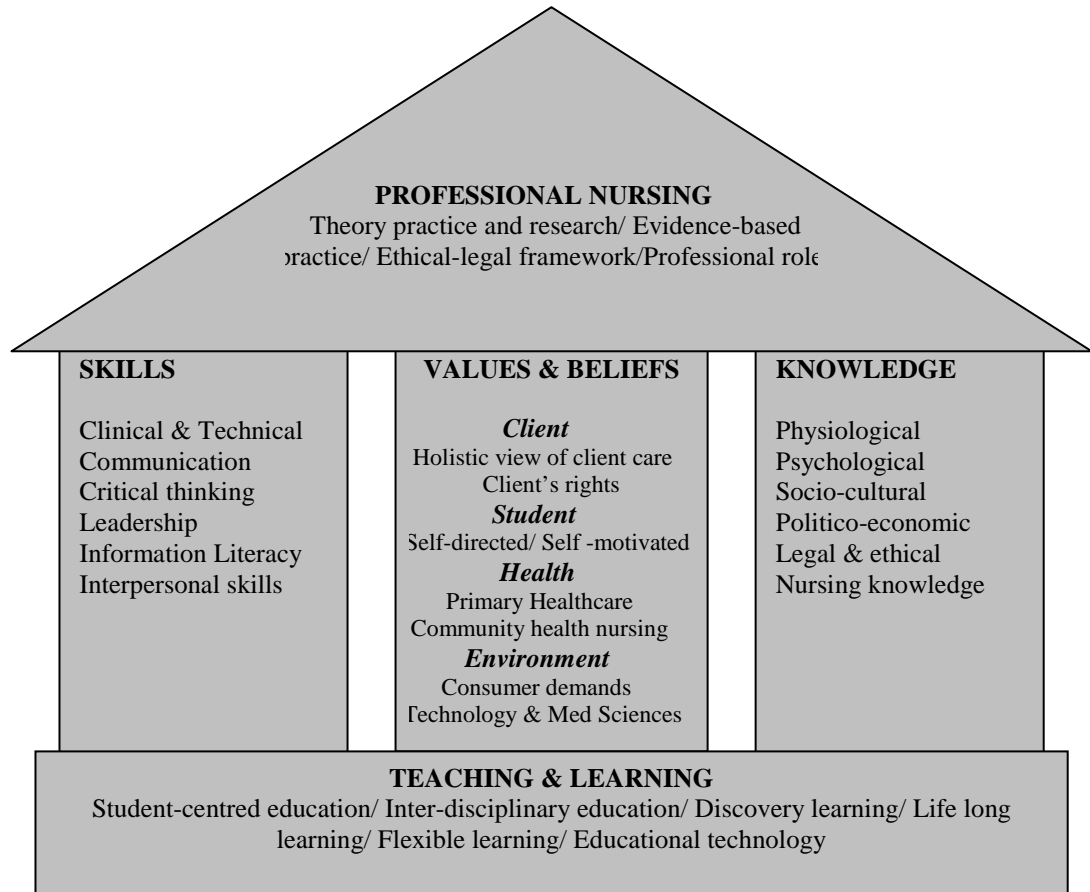 PROFESSIONAL NURSING
Theory practice and research/ Evidence-based
practice/ Ethical-legal framework/Professional role
SKILLS
Clinical & Technical
Communication
Critical thinking
Leadership
Information Literacy
Interpersonal skills
VALUES & BELIEFS
Client
Holistic view of client care
Client's rights
Student
Self-directed/ Self -motivated
Health
Primary Healthcare
Community health nursing
Environment
Consumer demands
Technology & Med Sciences
KNOWLEDGE
Physiological
Psychological
Socio-cultural
Politico-economic
Legal & ethical
Nursing knowledge
TEACHING & LEARNING
Student-centred education/ Inter-disciplinary education/ Discovery learning/ Life long
learning/ Flexible learning/ Educational technology